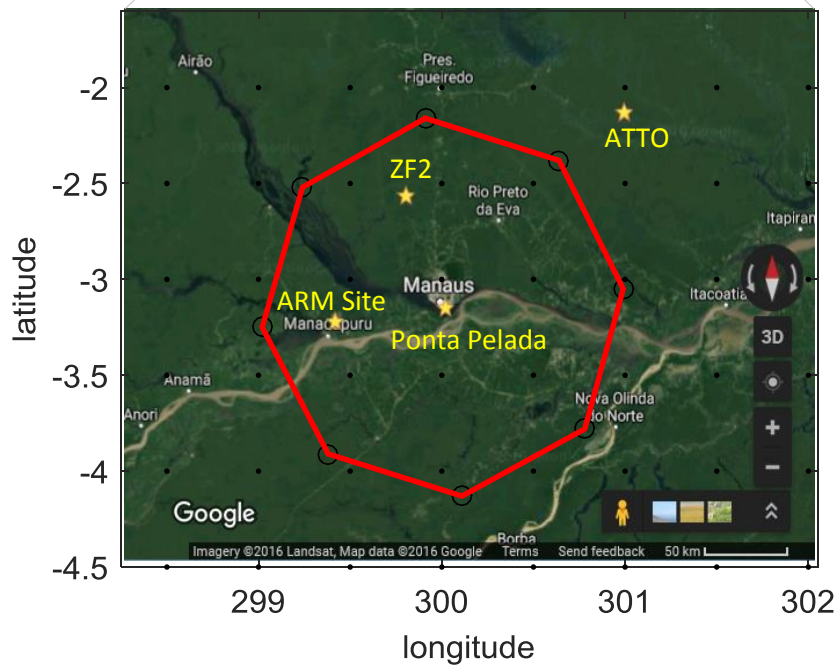 Airão
Pres.
Figueiredo
-2
ATTO
ZF2
-2.5
Rio Preto
da Eva
Itapiran
latitude
-3
Manaus
Itacoatia
ARM Site
Manacapuru
Ponta Pelada
3D
-3.5
Anamã
Anori
Nova Olinda
do Norte
-4
Google
Borba
Imagery ©2016 Landsat, Map data ©2016 Google Terms Send feedback 50 km
-4.5
299 300 301 302
longitude